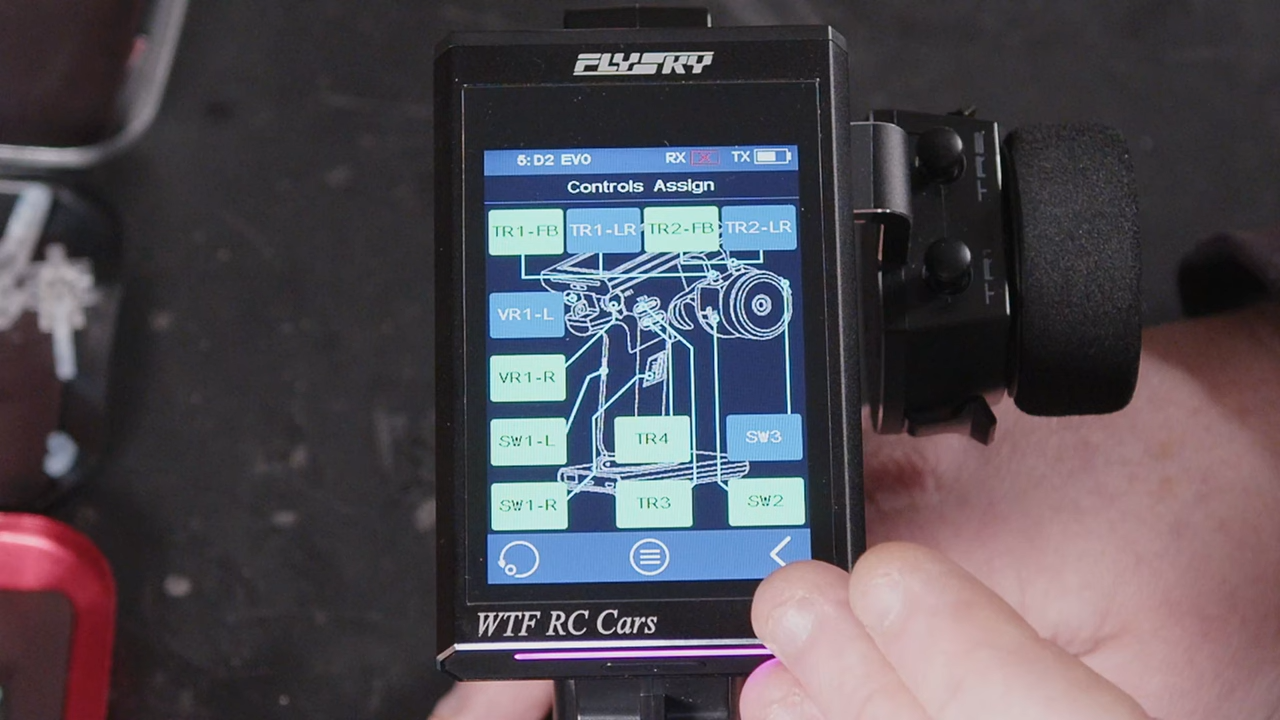 FLYSKY
5:D2 EVO RX TX
Controls Assign
TR1-FB TR1-LR TR2-FB TR2-LR
VR1-L
VR1-R
SW1-L TR4 SW3
SW1-R TR3 SW2
WTF RC Cars